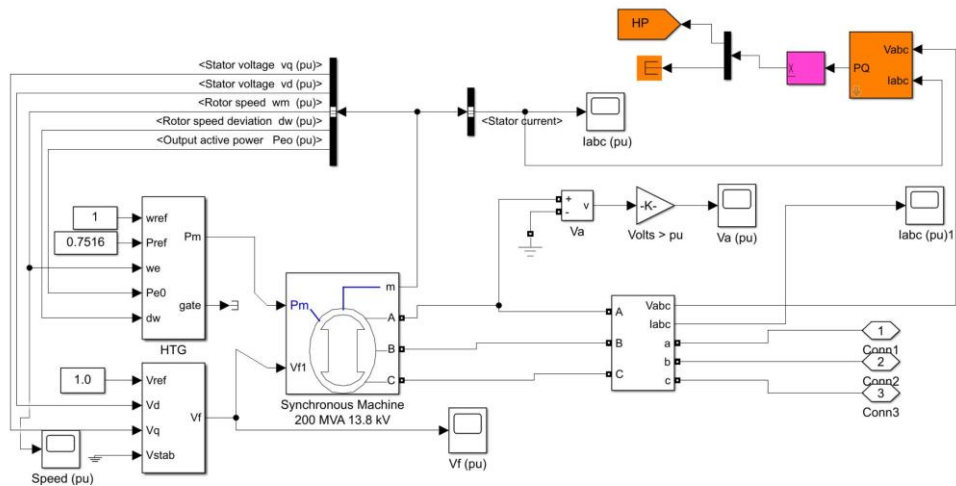 HP
Vabc
PQ
Iabc
<Stator voltage vq (pu)>
<Stator voltage vd (pu)>
<Rotor speed wm (pu)>
<Rotor speed deviation dw (pu)>
<Output active power Peo (pu)>
<Stator current>
Iabc (pu)
1
wref
0.7516
Pref
Pm
we
Pe0
gate
dw
HTG
+
-
v
Va
-K-
Volts > pu
Va (pu)
Iabc (pu)1
m
Pm
A
Vf1
B
C
Synchronous Machine
200 MVA 13.8 kV
Vabc
A
Iabc
a
B
b
C
c
1
Conn1
2
Conn2
3
Conn3
1.0
Vref
Vd
Vf
Vq
Vstab
Speed (pu)
Vf (pu)